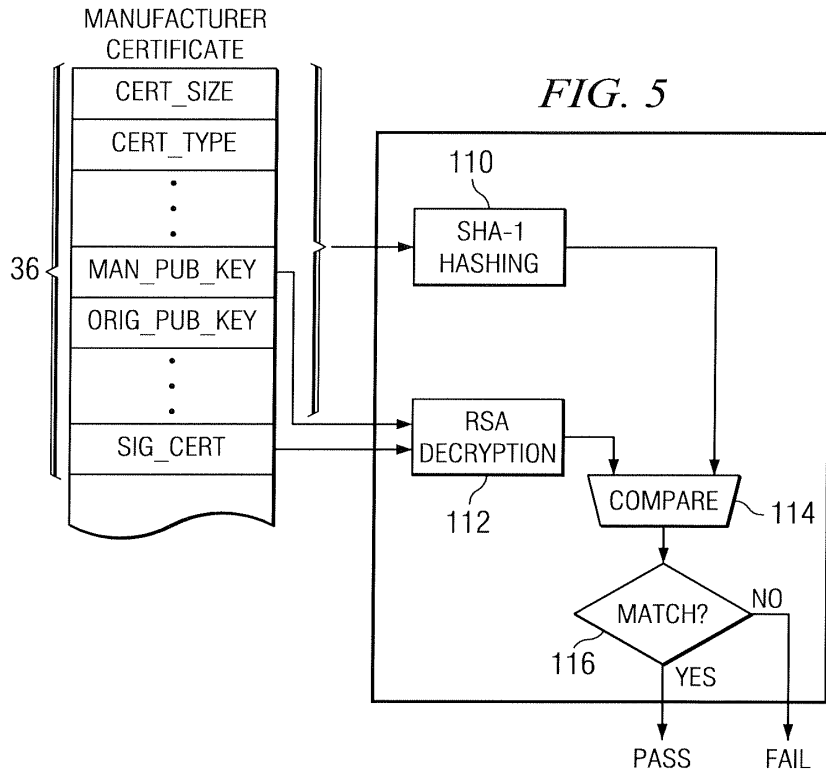 MANUFACTURER
CERTIFICATE
CERT_SIZE
CERT_TYPE
MAN_PUB_KEY
ORIG_PUB_KEY
SIG_CERT
36
FIG. 5
110
SHA-1
HASHING
RSA
DECRYPTION
112
COMPARE
114
MATCH?
116
NO
YES
PASS
FAIL